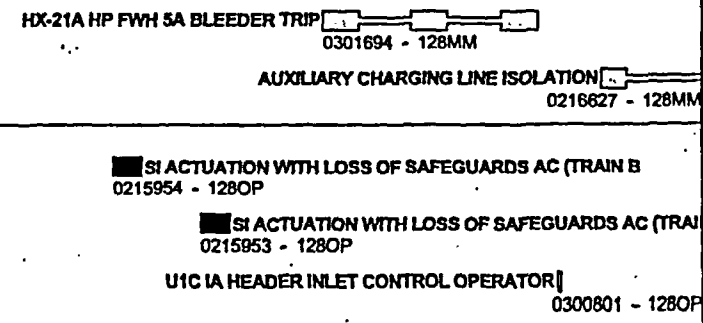 HX-21A HP FWH 5A BLEEDER TRIP
0301694 - 128MM
AUXILIARY CHARGING LINE ISOLATION
0216627 - 128MM
SI ACTUATION WITH LOSS OF SAFEGUARDS AC (TRAIN B
0215954 - 128OP
SI ACTUATION WITH LOSS OF SAFEGUARDS AC (TRAI
0215953 - 128OP
U1C IA HEADER INLET CONTROL OPERATOR
0300801 - 128OP